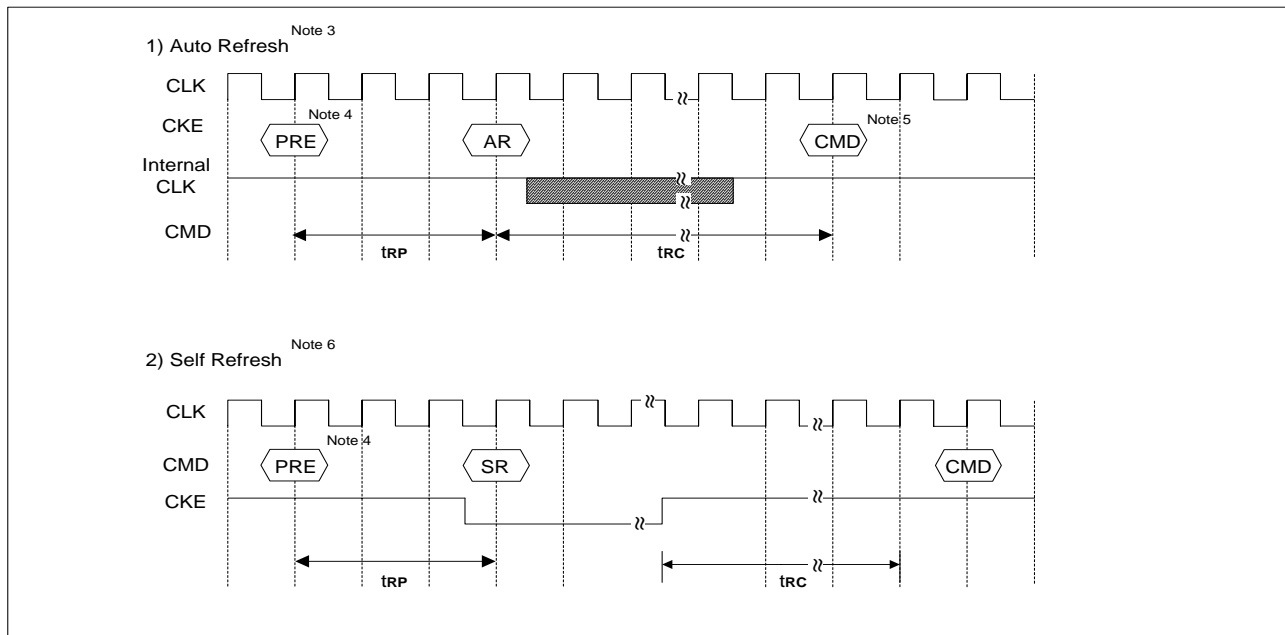 1) Auto Refresh Note 3
CLK
CKE
PRE Note 4 AR CMD Note 5
Internal
CLK
CMD
tRP tRC
2) Self Refresh Note 6
CLK
CMD PRE Note 4 SR CMD
CKE
tRP tRC